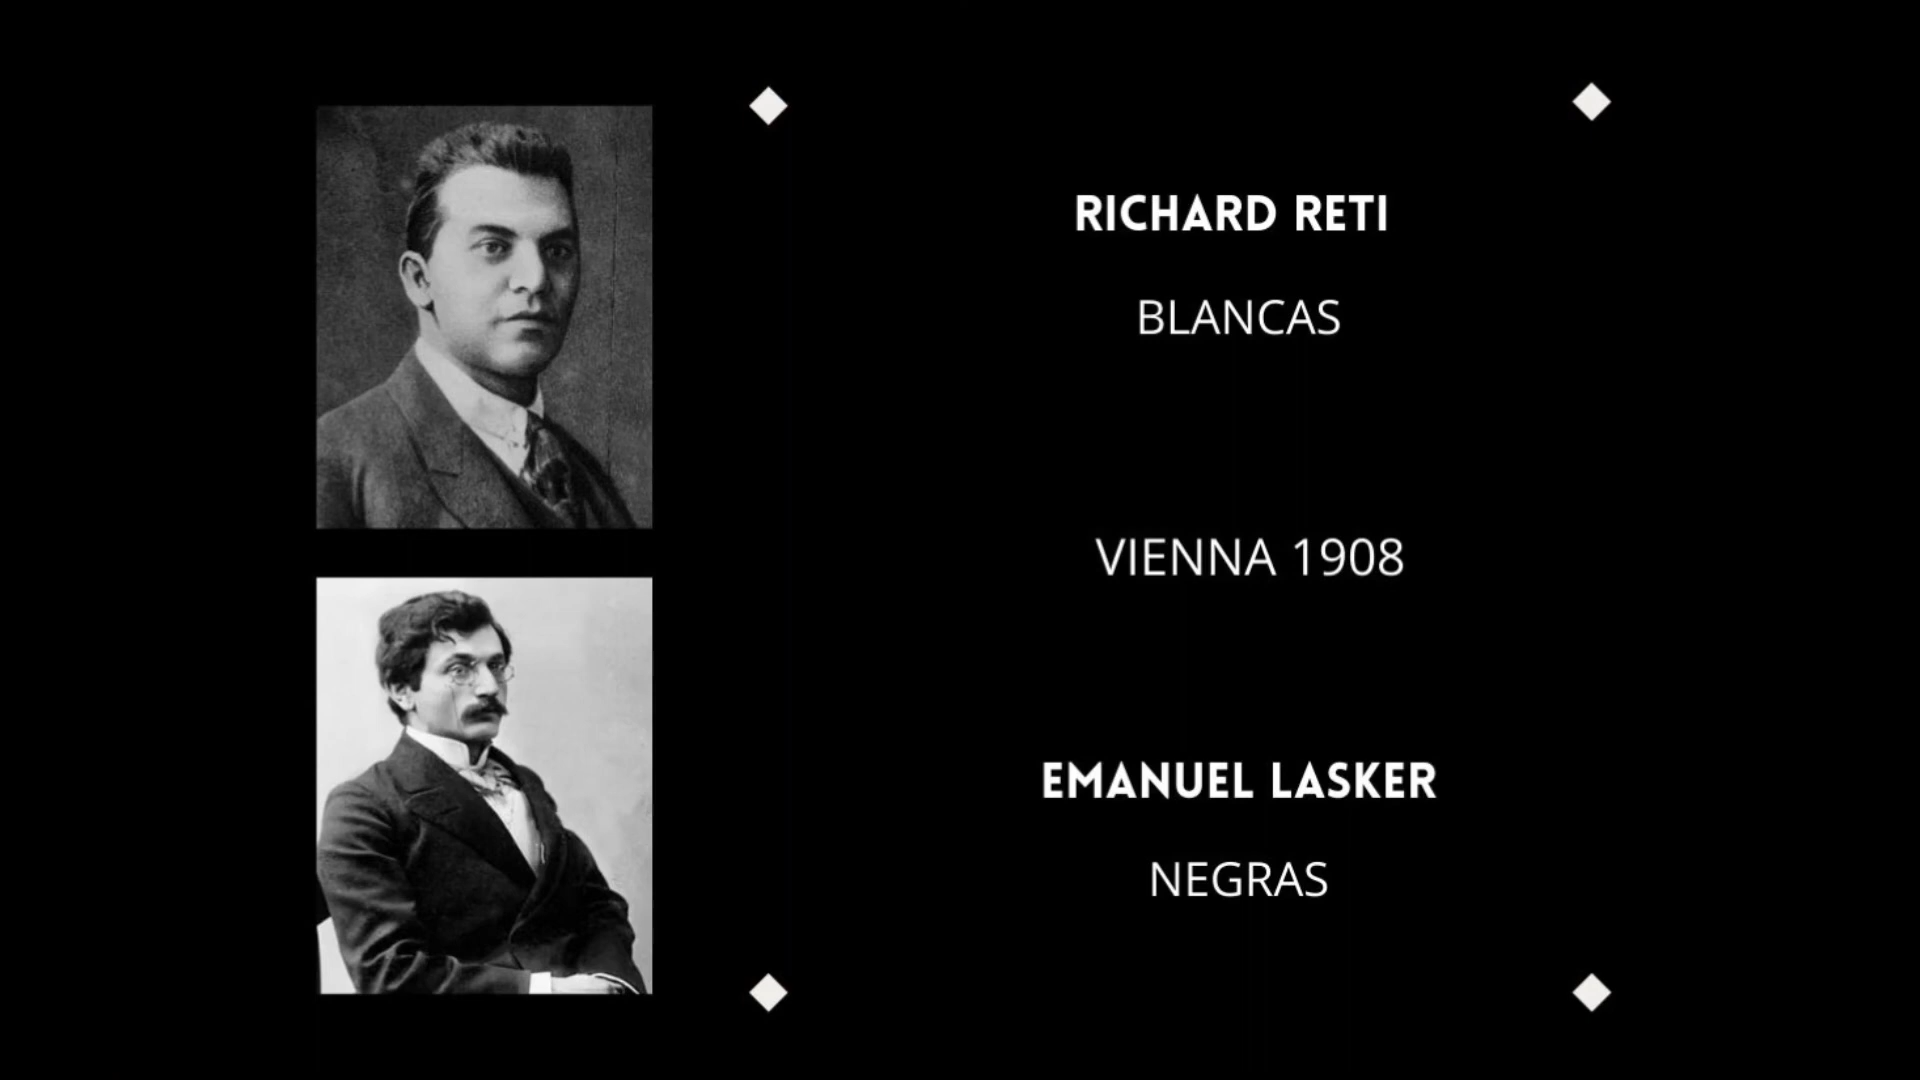 RICHARD RETI
BLANCAS
VIENNA 1908
EMANUEL LASKER
NEGRAS